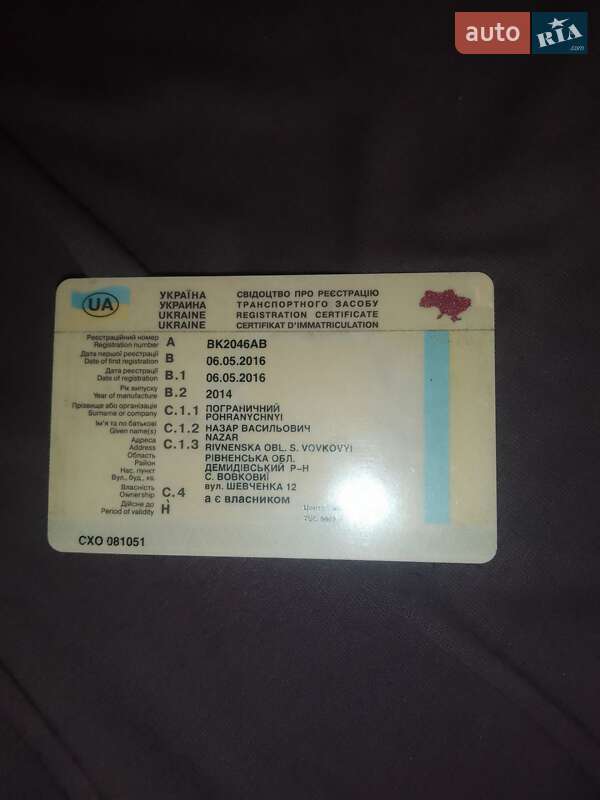 auto RIA .com
UA
УКРАЇНА СВІДОЦТВО ПРО РЕЄСТРАЦІЮ
УКРАИНА ТРАНСПОРТНОГО ЗАСОБУ
UKRAINE REGISTRATION CERTIFICATE
UKRAINE CERTIFIKAT D'IMMATRICULATION
Реєстраційний номер
Registration number A BK2046AB
Дата першої реєстрації
Date of first registration B 06.05.2016
Дата реєстрації
Date of registration B.1 06.05.2016
Рік випуску
Year of manufacture B.2 2014
Прізвище або організація C.1.1 ПОГРАНИЧНИЙ
Surname or company POHRANYCHNYI
Ім'я та по батькові C.1.2 НАЗАР ВАСИЛЬОВИЧ
Given name(s) NAZAR
Адреса C.1.3 RIVNENSKA OBL. S. VOVKOVYI
Address
Область РІВНЕНСЬКА ОБЛ.
Район ДЕМИДІВСЬКИЙ Р-Н
Нас. пункт С. ВОВКОВИЇ
Вул., буд., кв. вул. ШЕВЧЕНКА 12
Власність
Ownership C.4 а є власником
Дійсне до
Period of validity H
СХО 081051